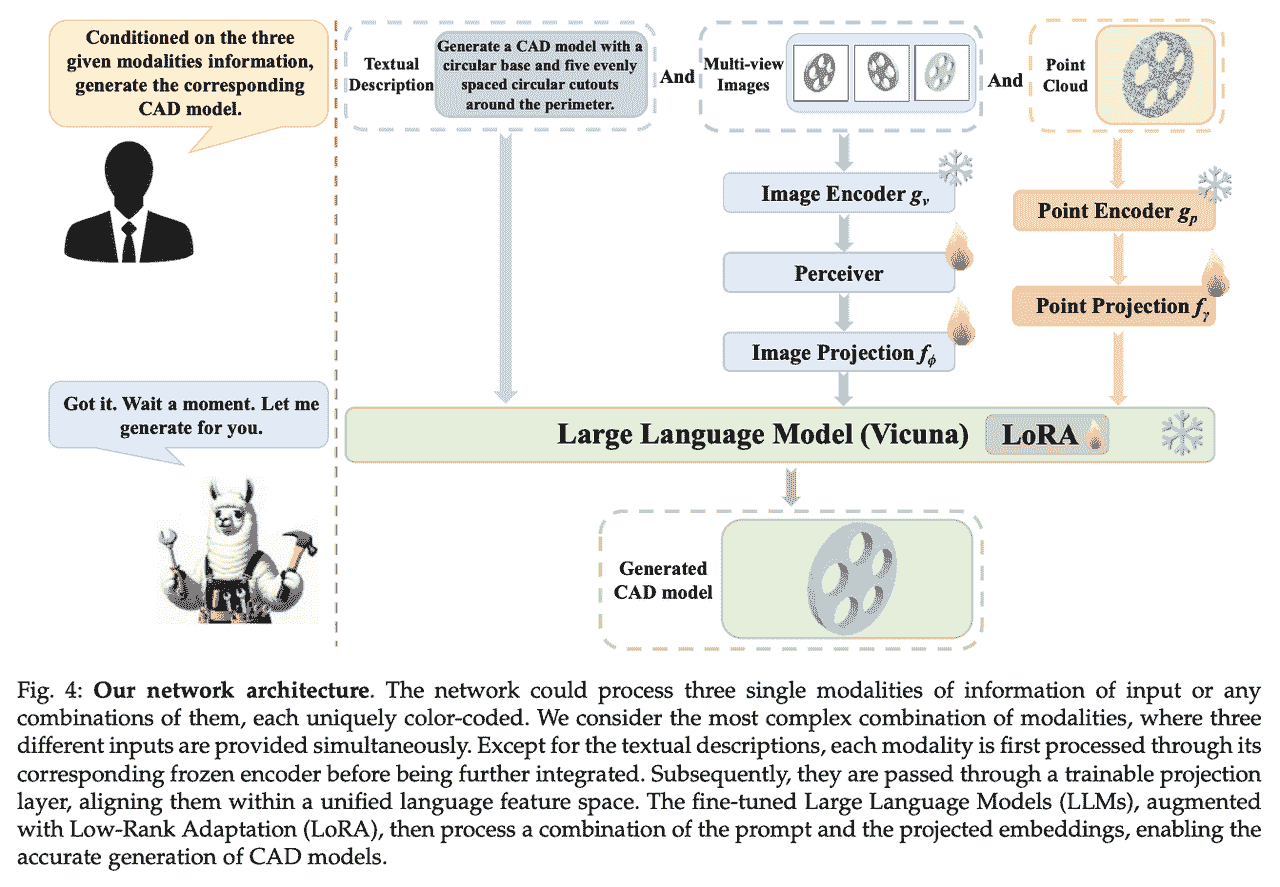 Conditioned on the three
given modalities information,
generate the corresponding
CAD model.
Textual
Description
Generate a CAD model with a
circular base and five evenly
spaced circular cutouts
around the perimeter.
And
Multi-view
Images
And
Point
Cloud
Image Encoder gᵥ
Perceiver
Image Projection f𝜙
Point Encoder gₚ
Point Projection fᵧ
Got it. Wait a moment. Let me
generate for you.
Large Language Model (Vicuna)
LoRA
Generated
CAD model
Fig. 4: Our network architecture. The network could process three single modalities of information of input or any
combinations of them, each uniquely color-coded. We consider the most complex combination of modalities, where three
different inputs are provided simultaneously. Except for the textual descriptions, each modality is first processed through its
corresponding frozen encoder before being further integrated. Subsequently, they are passed through a trainable projection
layer, aligning them within a unified language feature space. The fine-tuned Large Language Models (LLMs), augmented
with Low-Rank Adaptation (LoRA), then process a combination of the prompt and the projected embeddings, enabling the
accurate generation of CAD models.